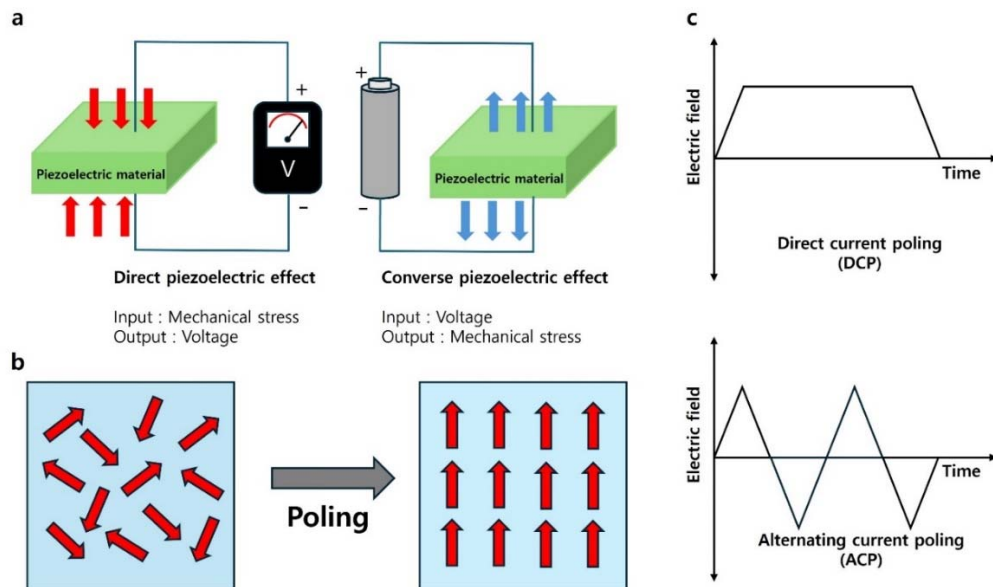 a
Piezoelectric material
+
V
−
Direct piezoelectric effect
Input : Mechanical stress
Output : Voltage
+
−
Piezoelectric material
Converse piezoelectric effect
Input : Voltage
Output : Mechanical stress
b
Poling
c
Electric field
Time
Direct current poling
(DCP)
Electric field
Time
Alternating current poling
(ACP)